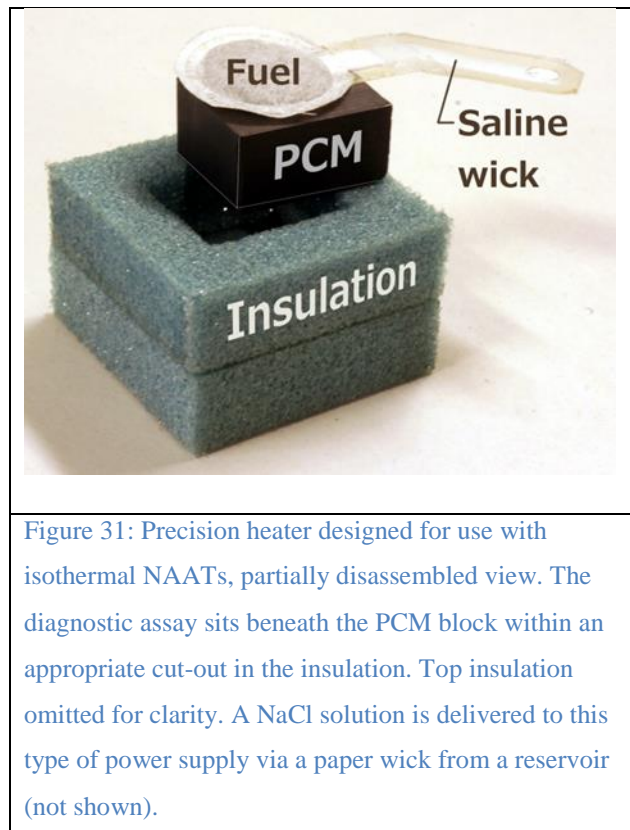 Fuel
Saline
wick
PCM
Insulation
Figure 31: Precision heater designed for use with
isothermal NAATs, partially disassembled view. The
diagnostic assay sits beneath the PCM block within an
appropriate cut-out in the insulation. Top insulation
omitted for clarity. A NaCl solution is delivered to this
type of power supply via a paper wick from a reservoir
(not shown).